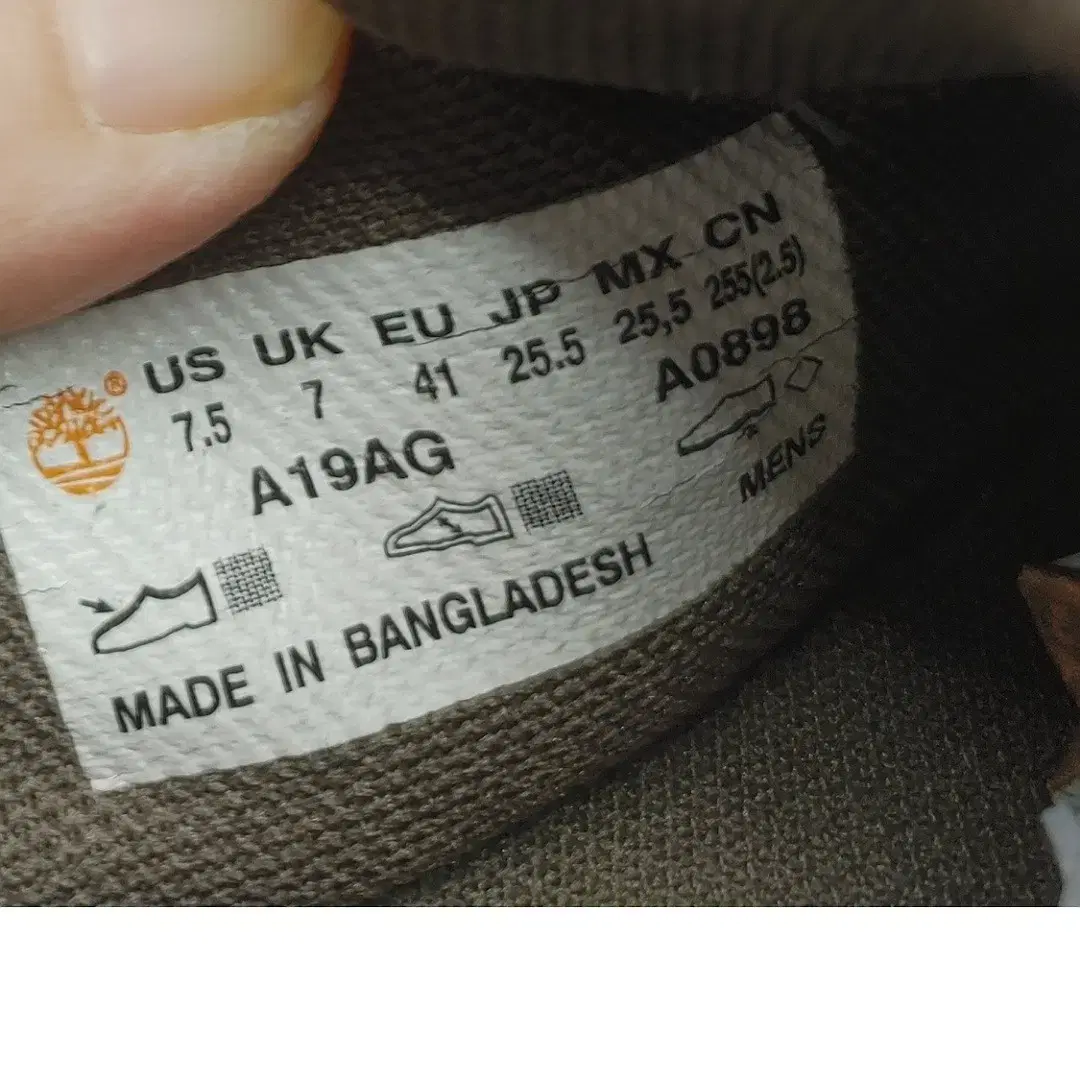 ® US UK EU JP MX CN
7.5 7 41 25.5 25,5 255(2.5)
A19AG A0898
MENS
MADE IN BANGLADESH